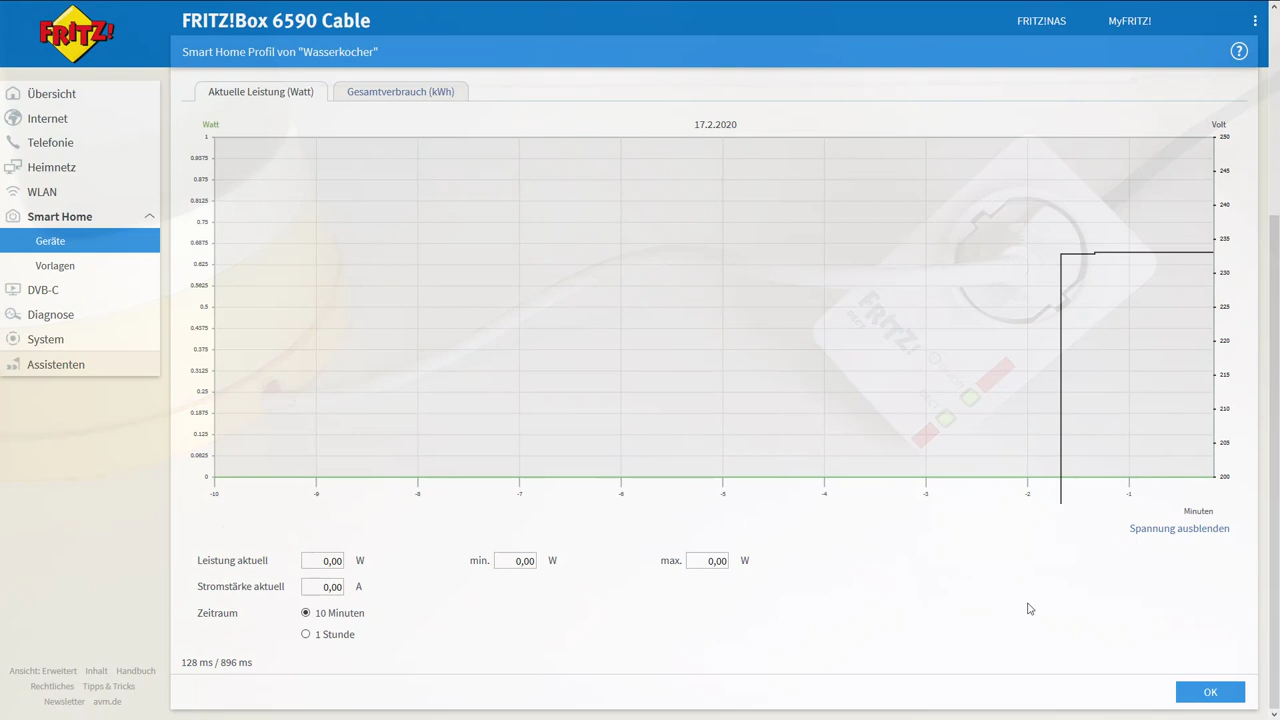 FRITZ!
FRITZ!Box 6590 Cable
FRITZ!NAS
MyFRITZ!
Smart Home Profil von "Wasserkocher"
?
Übersicht
Internet
Telefonie
Heimnetz
WLAN
Smart Home
Geräte
Vorlagen
DVB-C
Diagnose
System
Assistenten
Ansicht: Erweitert Inhalt Handbuch
Rechtliches Tipps & Tricks
Newsletter avm.de
Aktuelle Leistung (Watt)
Gesamtverbrauch (kWh)
Watt
17.2.2020
Volt
1
0.9375
0.875
0.8125
0.75
0.6875
0.625
0.5625
0.5
0.4375
0.375
0.3125
0.25
0.1875
0.125
0.0625
0
250
245
240
235
230
225
220
215
210
205
200
-10 -9 -8 -7 -6 -5 -4 -3 -2 -1
Minuten
FRITZ!
Spannung ausblenden
Leistung aktuell 0,00 W min. 0,00 W max. 0,00 W
Stromstärke aktuell 0,00 A
Zeitraum 10 Minuten
1 Stunde
128 ms / 896 ms
OK